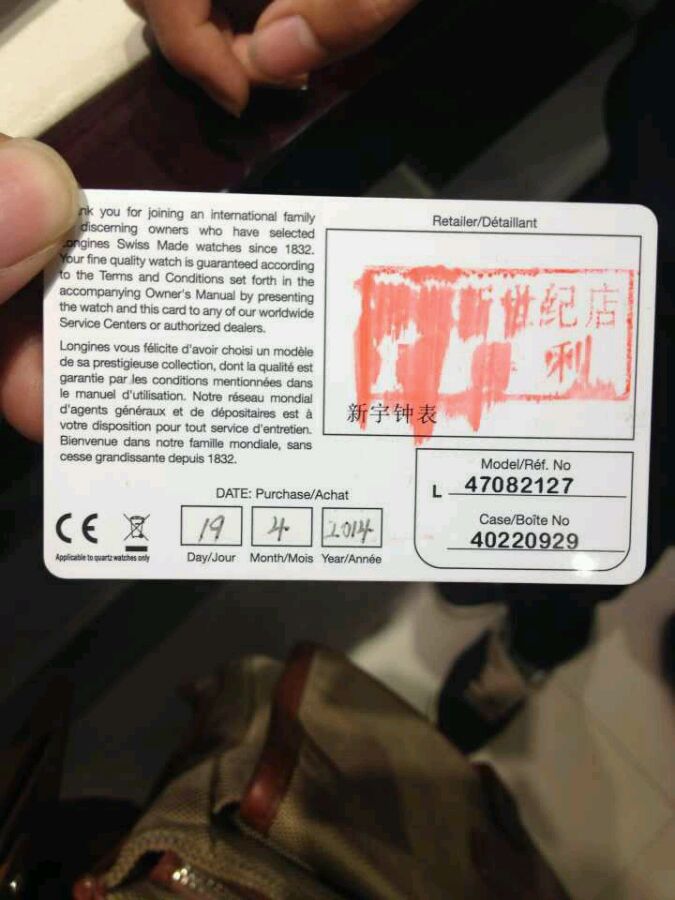 nk you for joining an international family
discerning owners who have selected
Longines Swiss Made watches since 1832.
Your fine quality watch is guaranteed according
to the Terms and Conditions set forth in the
accompanying Owner's Manual by presenting
the watch and this card to any of our worldwide
Service Centers or authorized dealers.
Longines vous félicite d'avoir choisi un modèle
de sa prestigieuse collection, dont la qualité est
garantie par les conditions mentionnées dans
le manuel d'utilisation. Notre réseau mondial
d'agents généraux et de dépositaires est à
votre disposition pour tout service d'entretien.
Bienvenue dans notre famille mondiale, sans
cesse grandissante depuis 1832.
Retailer/Détaillant
世纪店
利
新宇钟表
Model/Réf. No
L 47082127
Case/Boîte No
40220929
DATE: Purchase/Achat
19 4 2014
Day/Jour Month/Mois Year/Année
CE
Applicable to quartz watches only